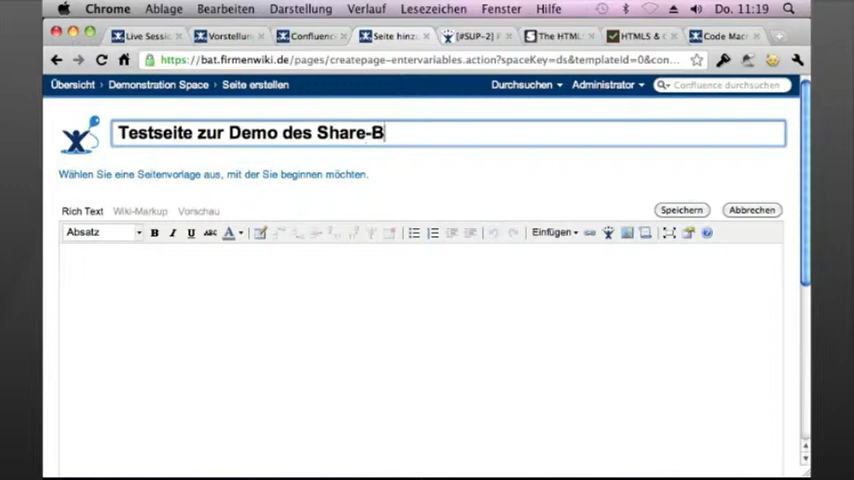 Chrome Ablage Bearbeiten Darstellung Verlauf Lesezeichen Fenster Hilfe Do. 11:19
Live Sessi Vorstellun Confluenc Seite hinz [#SUP-2] The HTML HTML5 & Code Macr
https://bat.firmenwiki.de/pages/createpage-entervariables.action?spaceKey=ds&templateId=0&con...
Übersicht › Demonstration Space › Seite erstellen Durchsuchen Administrator Confluence durchsuchen
Testseite zur Demo des Share-B
Wählen Sie eine Seitenvorlage aus, mit der Sie beginnen möchten.
Rich Text Wiki-Markup Vorschau Speichern Abbrechen
Absatz B I U ABC A Einfügen